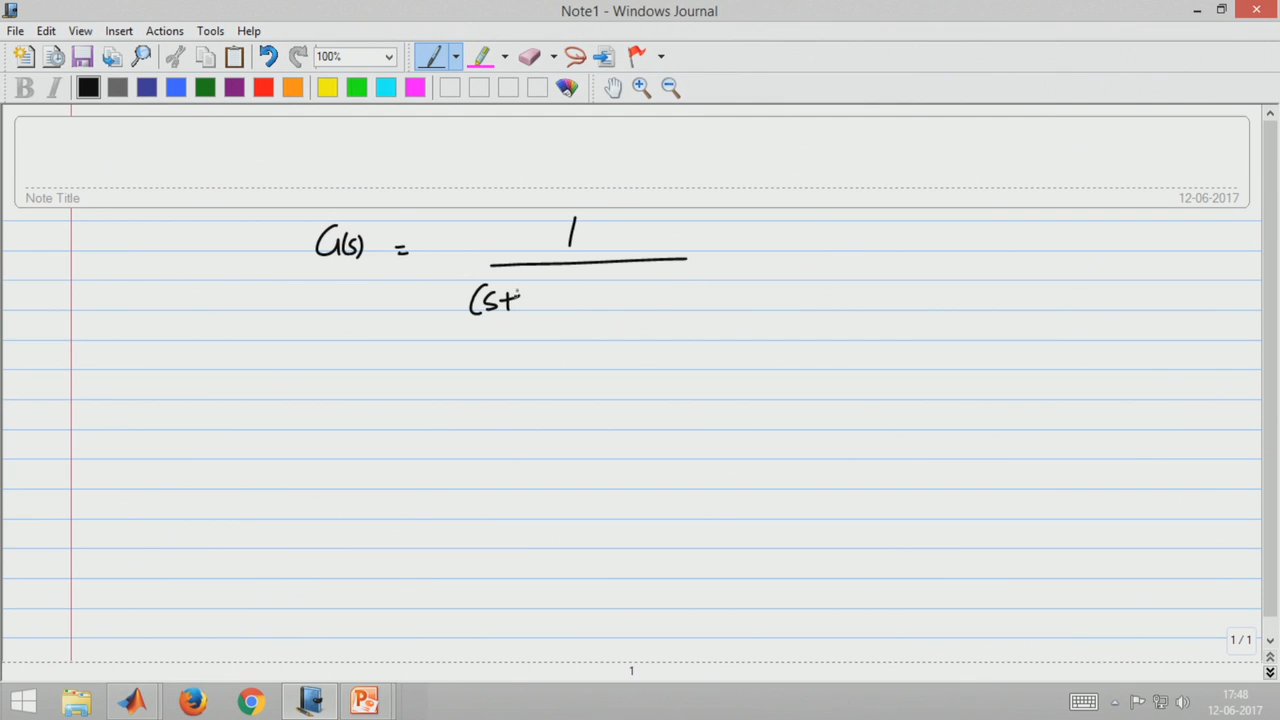 Note1 - Windows Journal
File Edit View Insert Actions Tools Help
100%
B I
Note Title
12-06-2017
G(s) = 1
(s+
1 / 1
1
17:48
12-06-2017